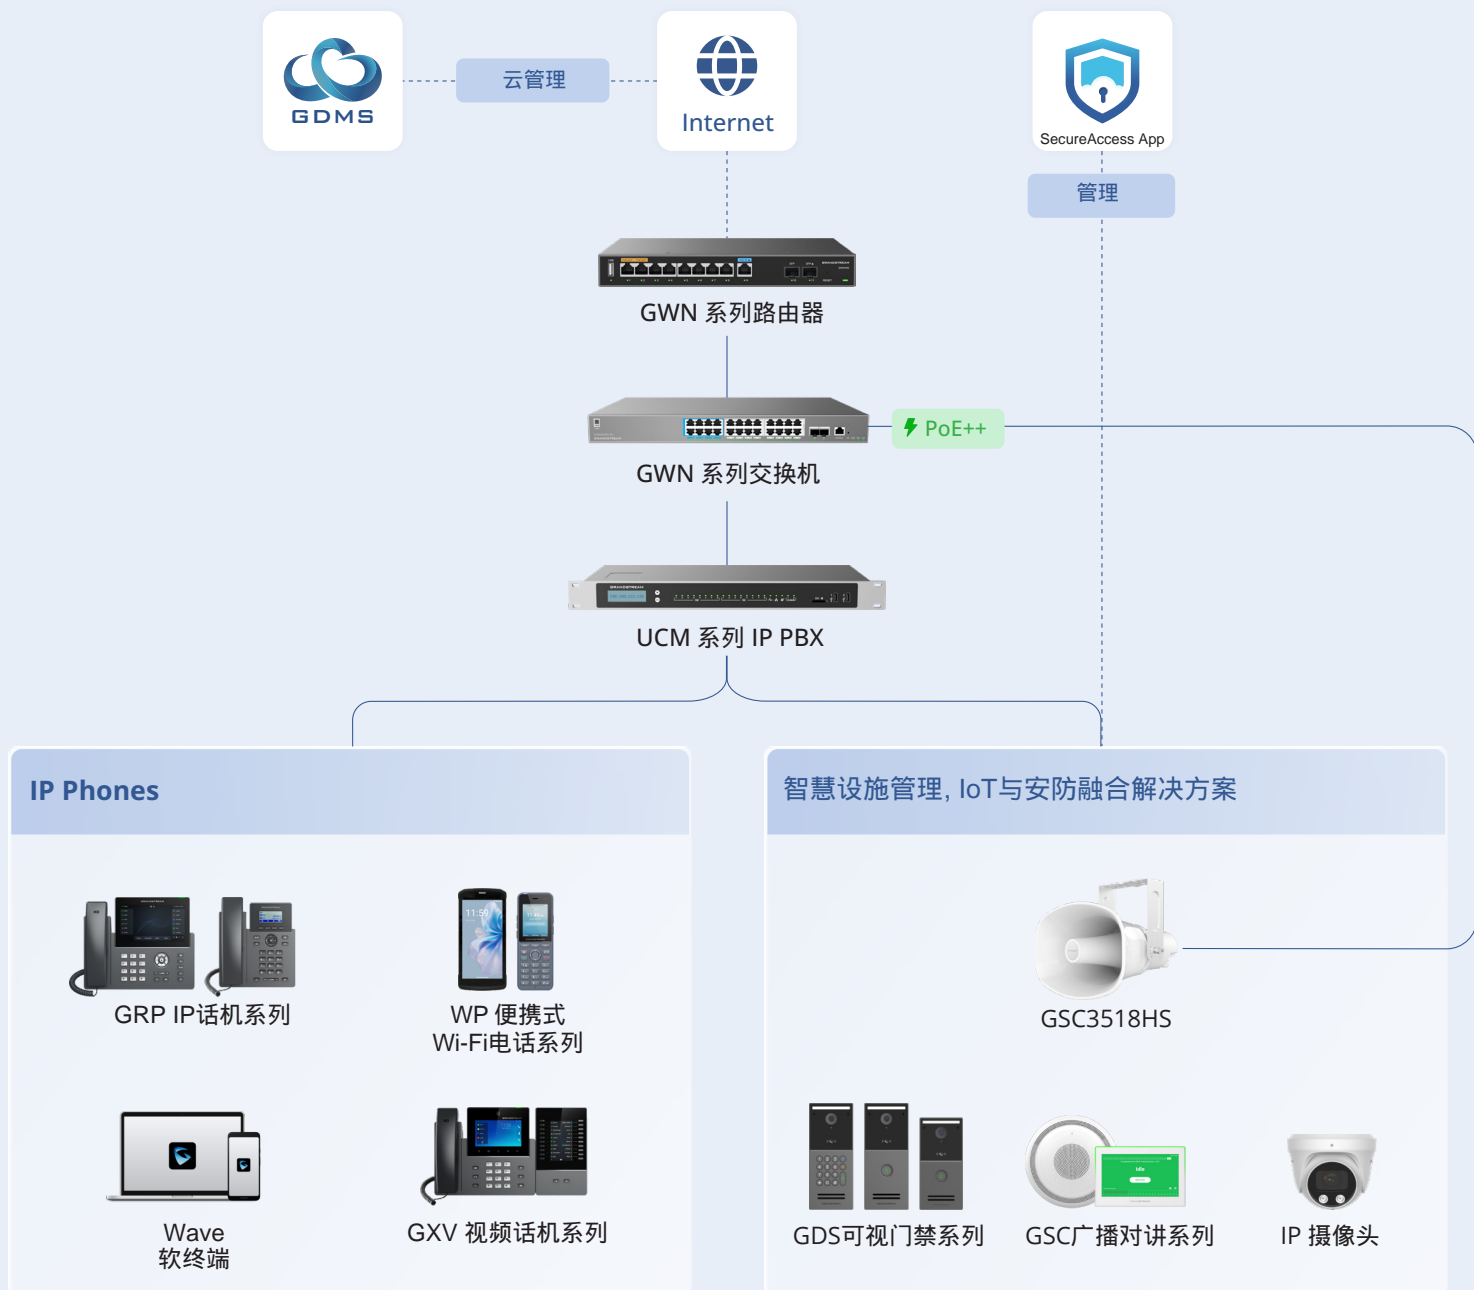 GDMS
云管理
Internet
SecureAccess App
管理
GWN 系列路由器
GWN 系列交换机
PoE++
UCM 系列 IP PBX
IP Phones
智慧设施管理, IoT与安防融合解决方案
GRP IP话机系列
WP 便携式
Wi-Fi电话系列
GSC3518HS
Wave
软终端
GXV 视频话机系列
GDS可视门禁系列
GSC广播对讲系列
IP 摄像头
11:59
Idle